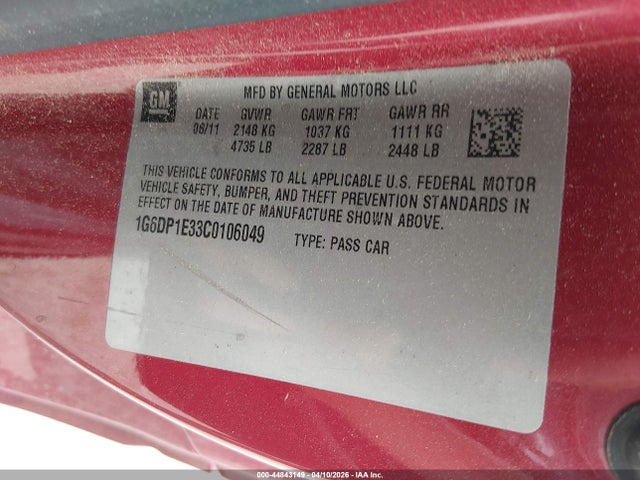 GM
MFD BY GENERAL MOTORS LLC
DATE GVWR GAWR FRT GAWR RR
06/11 2148 KG 1037 KG 1111 KG
4735 LB 2287 LB 2448 LB
THIS VEHICLE CONFORMS TO ALL APPLICABLE U.S. FEDERAL MOTOR
VEHICLE SAFETY, BUMPER, AND THEFT PREVENTION STANDARDS IN
EFFECT ON THE DATE OF MANUFACTURE SHOWN ABOVE.
1G6DP1E33C0106049 TYPE: PASS CAR
000-44843149 - 04/10/2026 - IAA Inc.